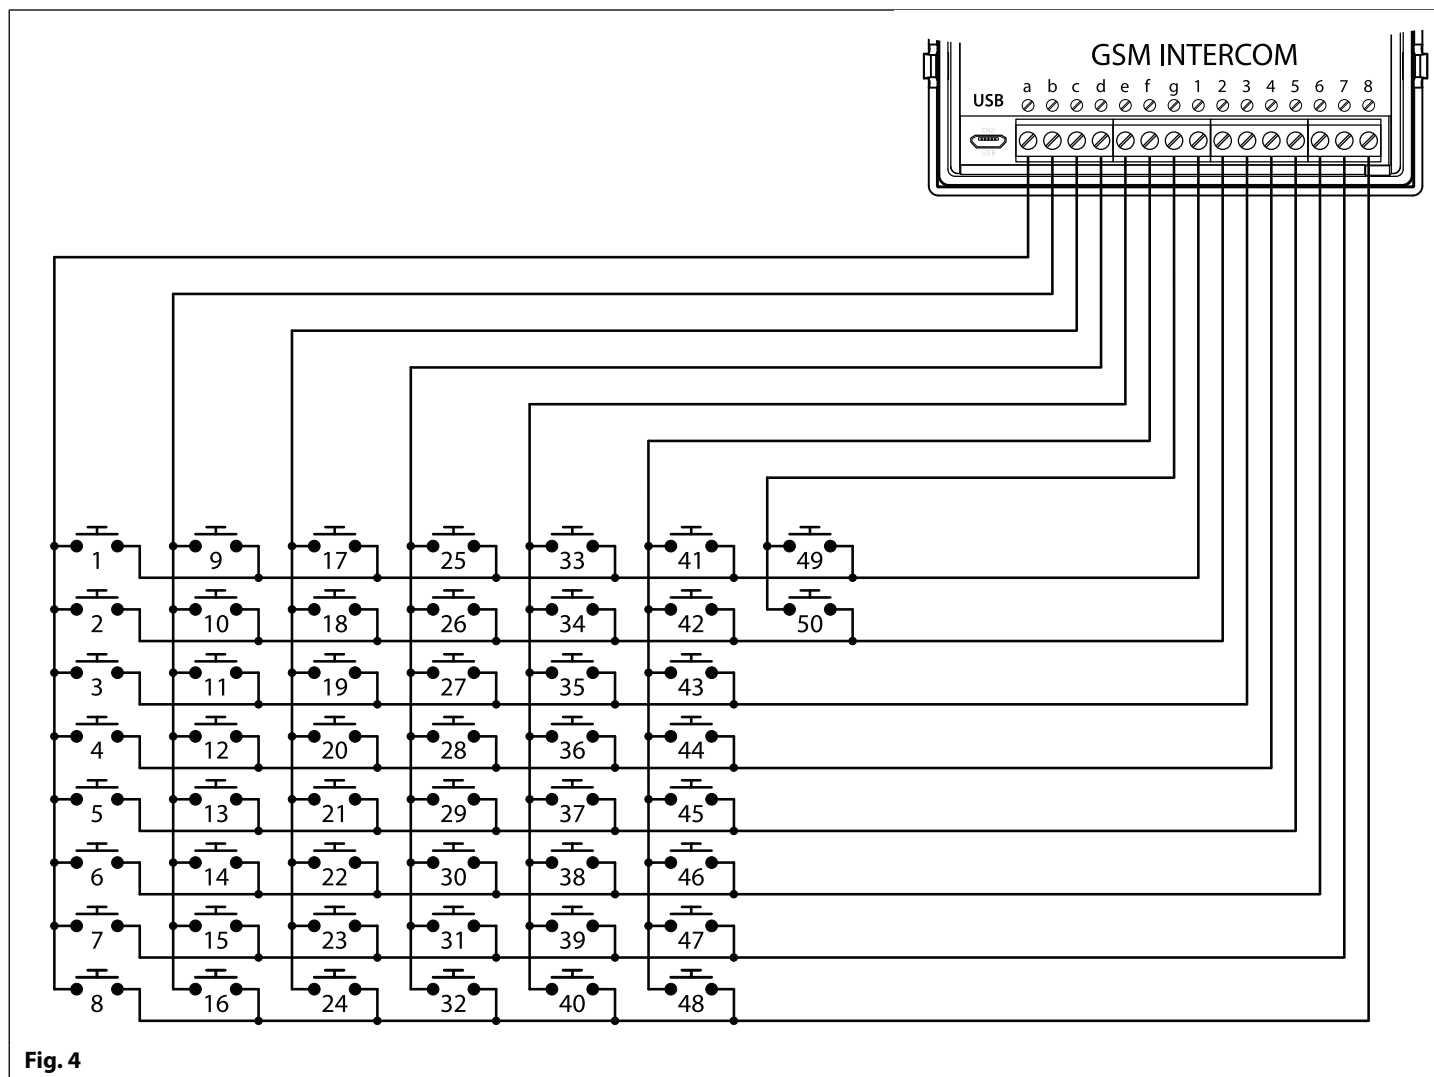 GSM INTERCOM
USB a b c d e f g 1 2 3 4 5 6 7 8
USB
1 9 17 25 33 41 49
2 10 18 26 34 42 50
3 11 19 27 35 43
4 12 20 28 36 44
5 13 21 29 37 45
6 14 22 30 38 46
7 15 23 31 39 47
8 16 24 32 40 48
Fig. 4